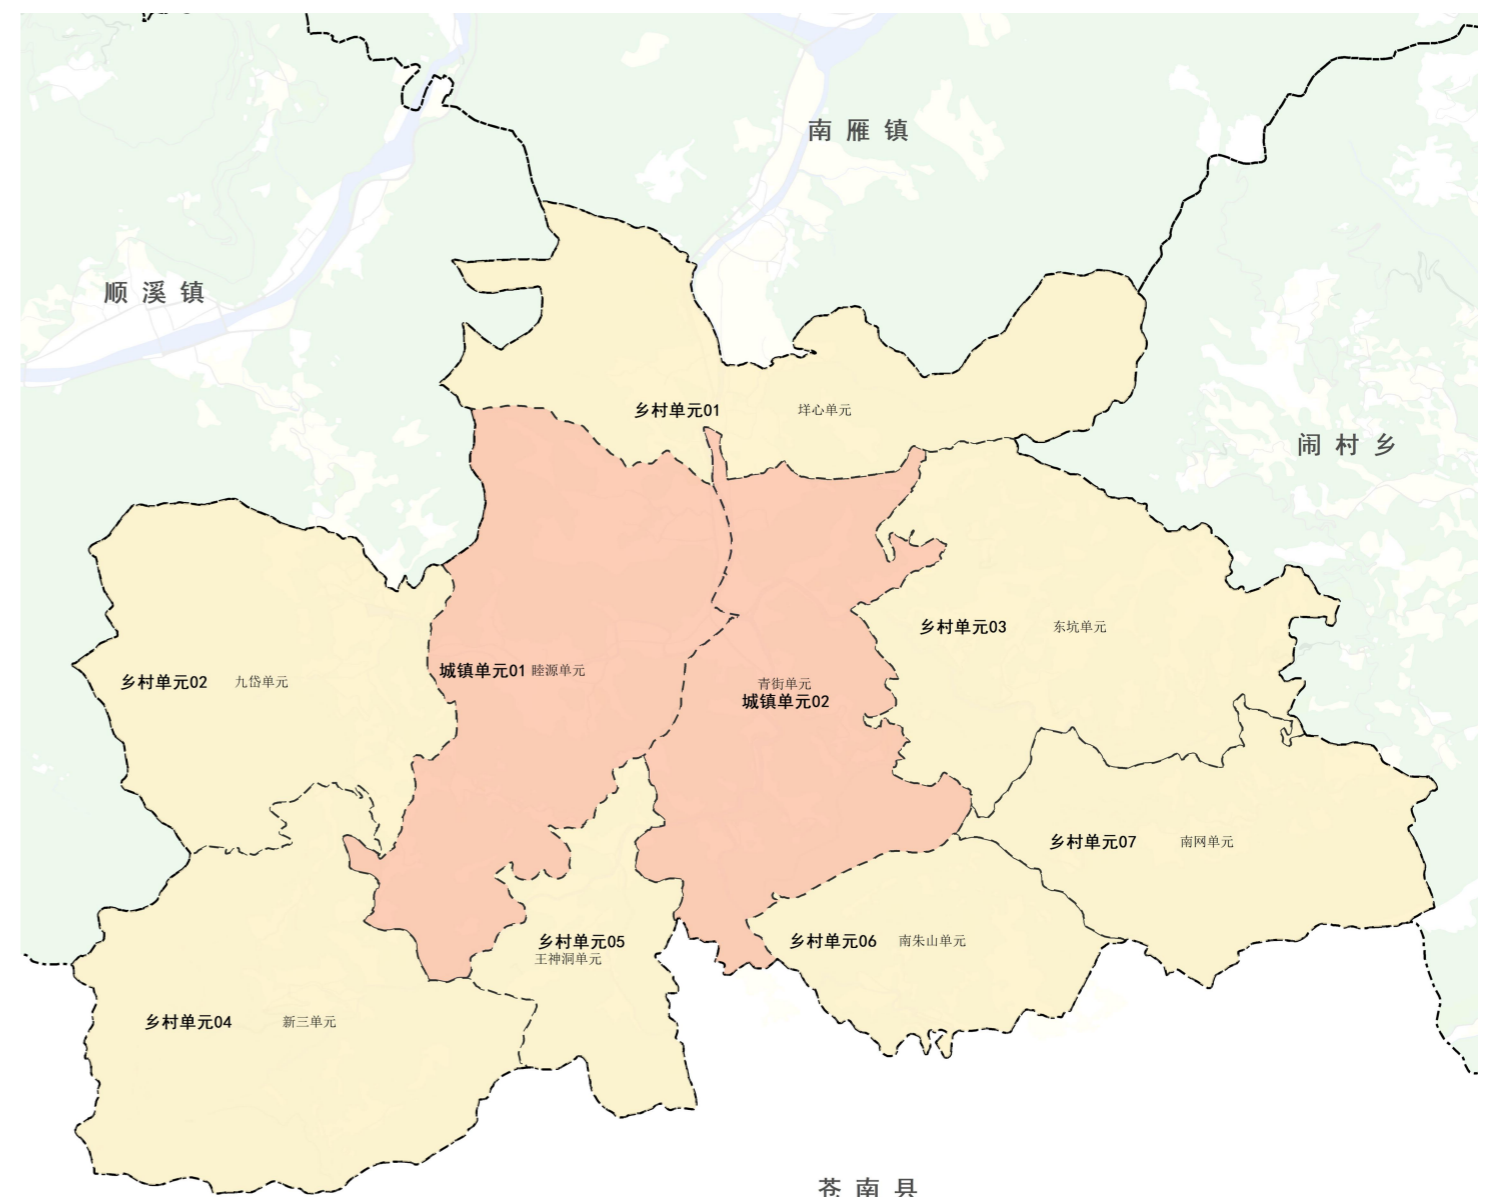 南雁镇
顺溪镇
乡村单元01 垟心单元
闹村乡
乡村单元03 东坑单元
城镇单元01 睦源单元
乡村单元02 九岱单元
青街单元
城镇单元02
乡村单元07 南网单元
乡村单元05
王神洞单元
乡村单元06 南朱山单元
乡村单元04 新三单元
苍南县